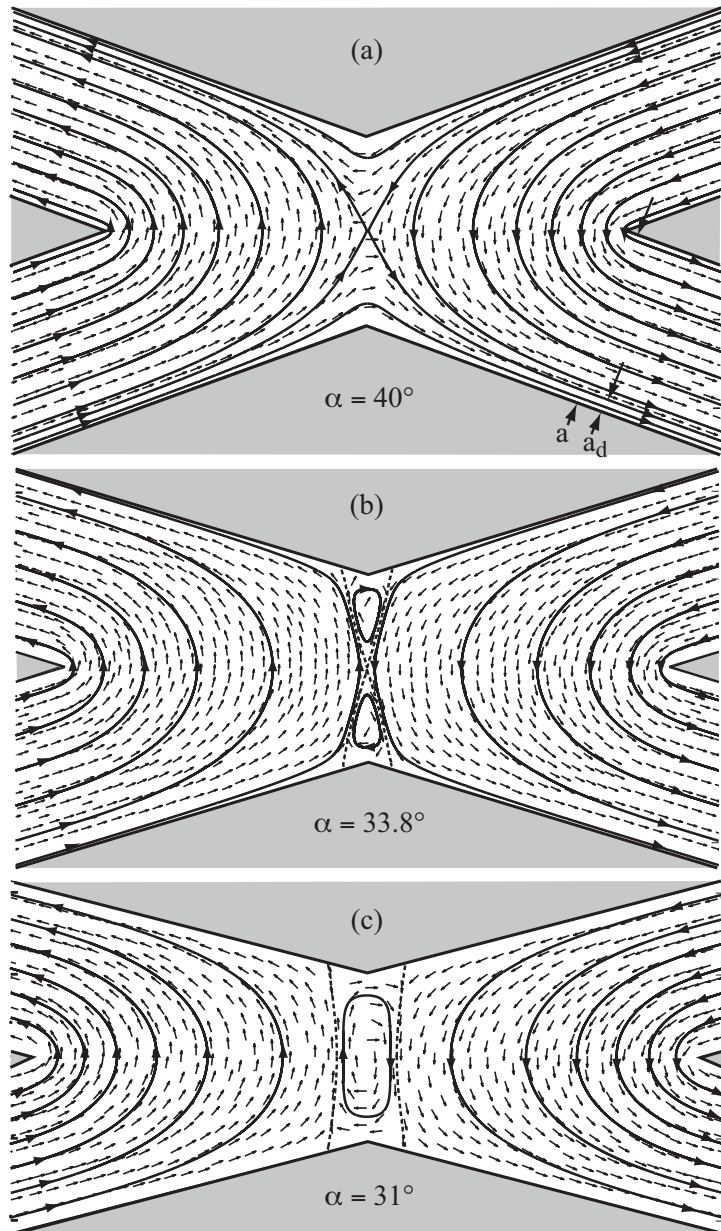 (a)
α = 40°
a
a_d
(b)
α = 33.8°
(c)
α = 31°